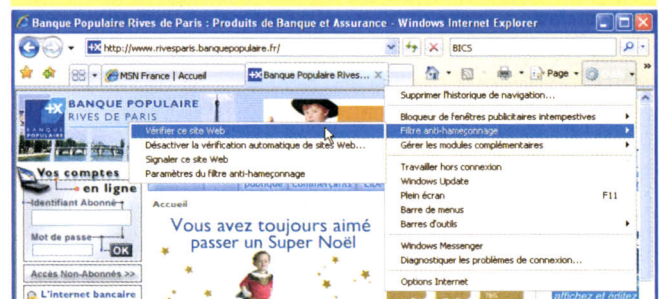 Banque Populaire Rives de Paris : Produits de Banque et Assurance - Windows Internet Explorer
http://www.rivesparis.banquepopulaire.fr/
BICS
MSN France | Accueil
Banque Populaire Rives...
Page
BANQUE POPULAIRE
RIVES DE PARIS
BANQUE
POPULAIRE
Supprimer l'historique de navigation...
Bloqueur de fenêtres publicitaires intempestives
Filtre anti-hameçonnage
Gérer les modules complémentaires
Travailler hors connexion
Windows Update
Plein écran F11
Barre de menus
Barres d'outils
Windows Messenger
Diagnostiquer les problèmes de connexion...
Options Internet
Vérifier ce site Web
Désactiver la vérification automatique de sites Web...
Signaler ce site Web
Paramètres du filtre anti-hameçonnage
Vos comptes
en ligne
Identifiant Abonné
Mot de passe
OK
Accès Non-Abonnés >>
L'internet bancaire
publique | Commerçants |
Accueil
Vous avez toujours aimé
passer un Super Noël
affichez et éditez